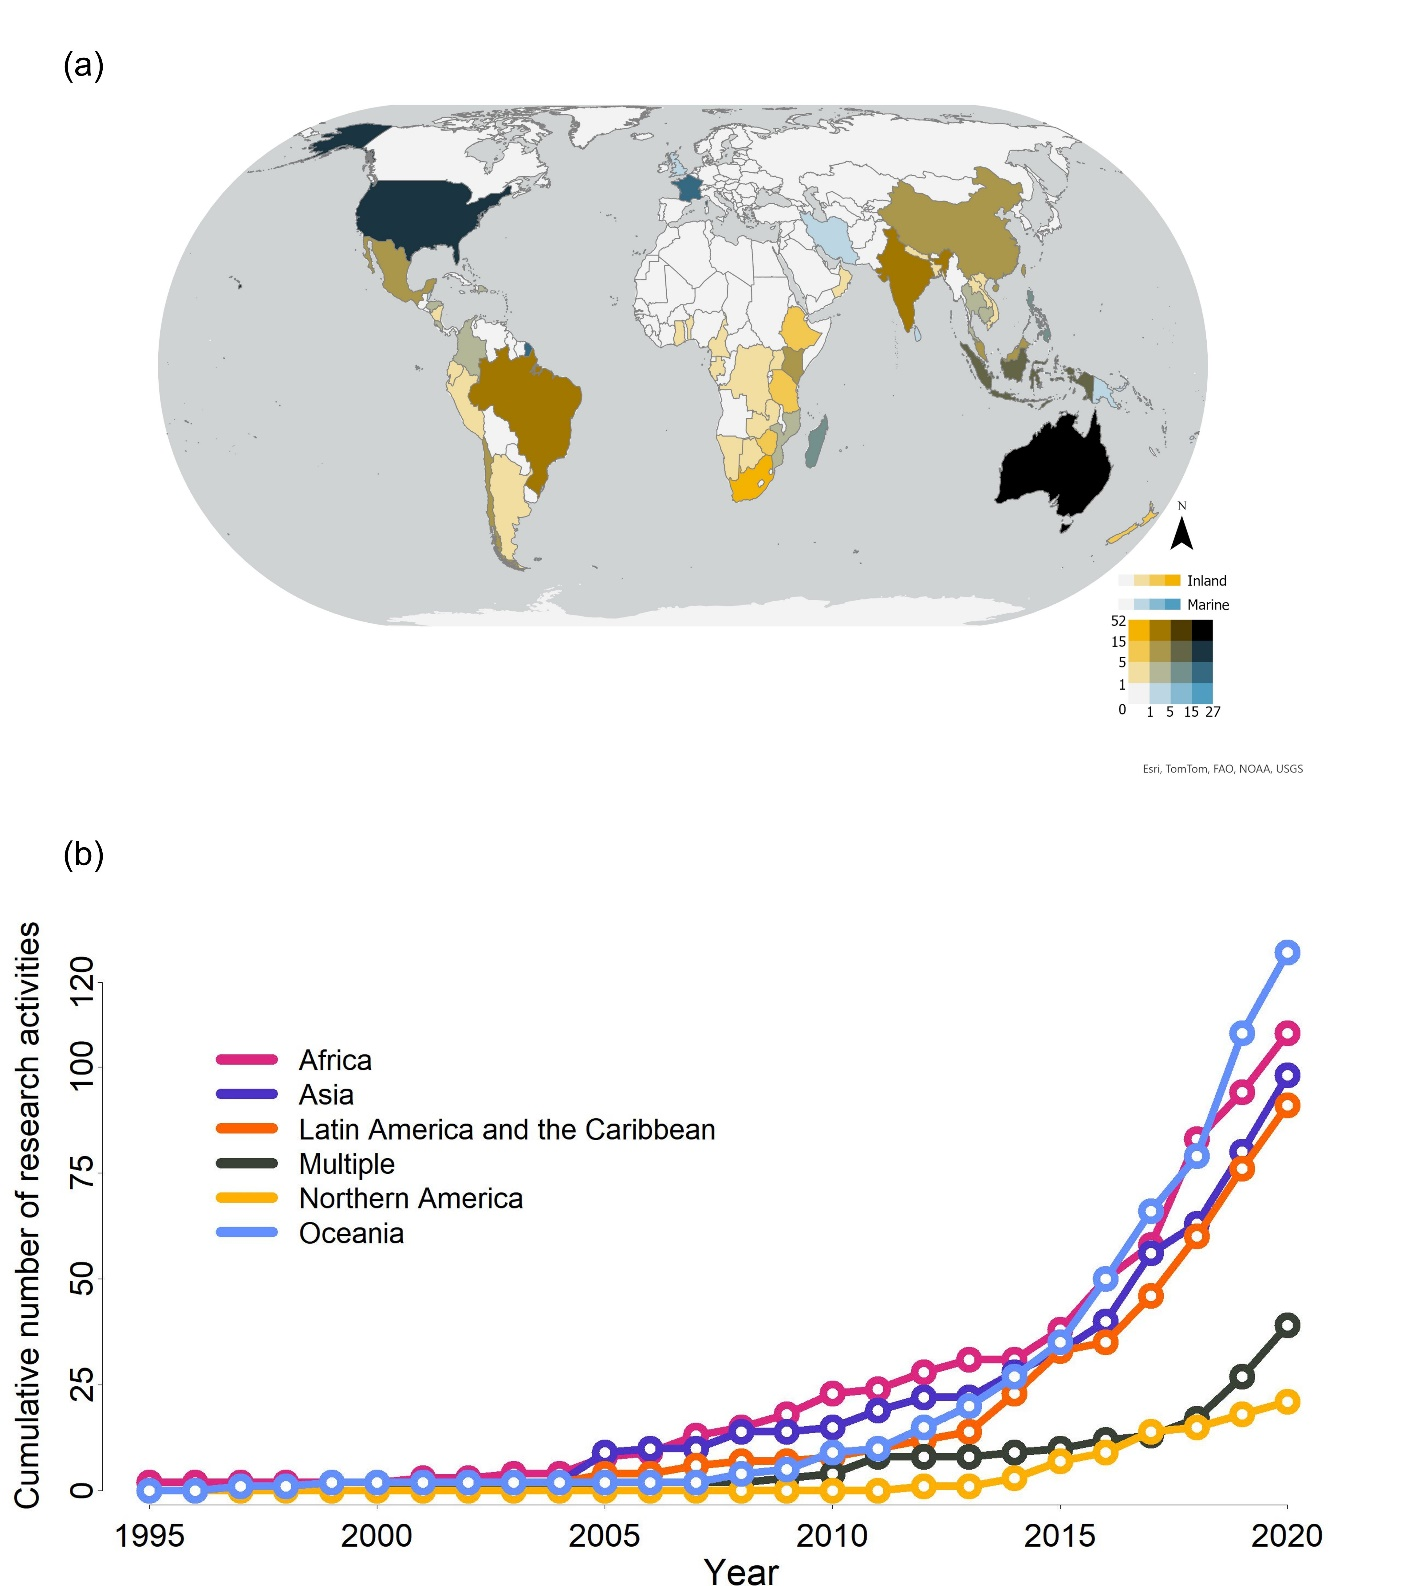 (a)
N
Inland
Marine
52
15
5
1
0
1 5 15 27
Esri, TomTom, FAO, NOAA, USGS
(b)
Cumulative number of research activities
120
100
75
50
25
0
Africa
Asia
Latin America and the Caribbean
Multiple
Northern America
Oceania
1995 2000 2005 2010 2015 2020
Year